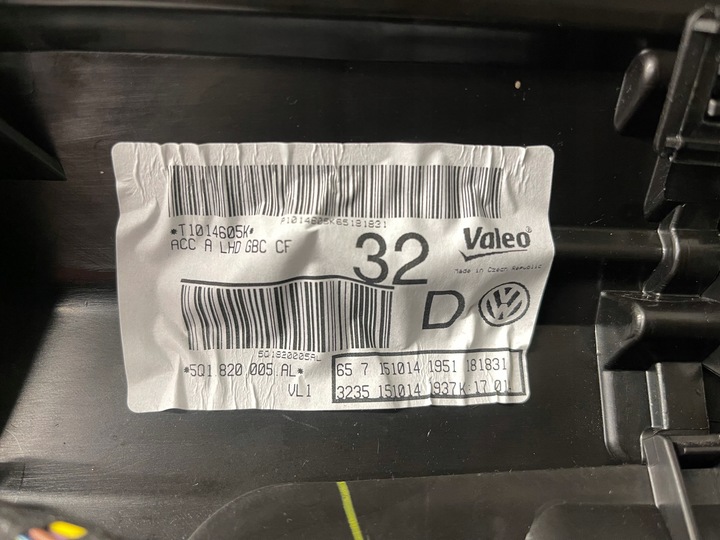 P1014605K65181831
*T1014605K*
ACC A LHD GBC CF
32
Valeo
Made in Czech Republic
D
5Q1820005AL
*5Q1 820 005 AL*
VL1
65 7 151014 1951 181831
3235 151014 1937K 17 01